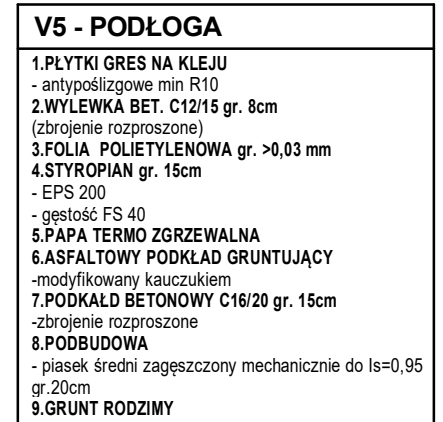 V5 - PODŁOGA
1.PŁYTKI GRES NA KLEJU
- antypoślizgowe min R10
2.WYLEWKA BET. C12/15 gr. 8cm
(zbrojenie rozproszone)
3.FOLIA POLIETYLENOWA gr. >0,03 mm
4.STYROPIAN gr. 15cm
- EPS 200
- gęstość FS 40
5.PAPA TERMO ZGRZEWALNA
6.ASFALTOWY PODKŁAD GRUNTUJĄCY
-modyfikowany kauczukiem
7.PODKAŁD BETONOWY C16/20 gr. 15cm
-zbrojenie rozproszone
8.PODBUDOWA
- piasek średni zagęszczony mechanicznie do Is=0,95
gr.20cm
9.GRUNT RODZIMY